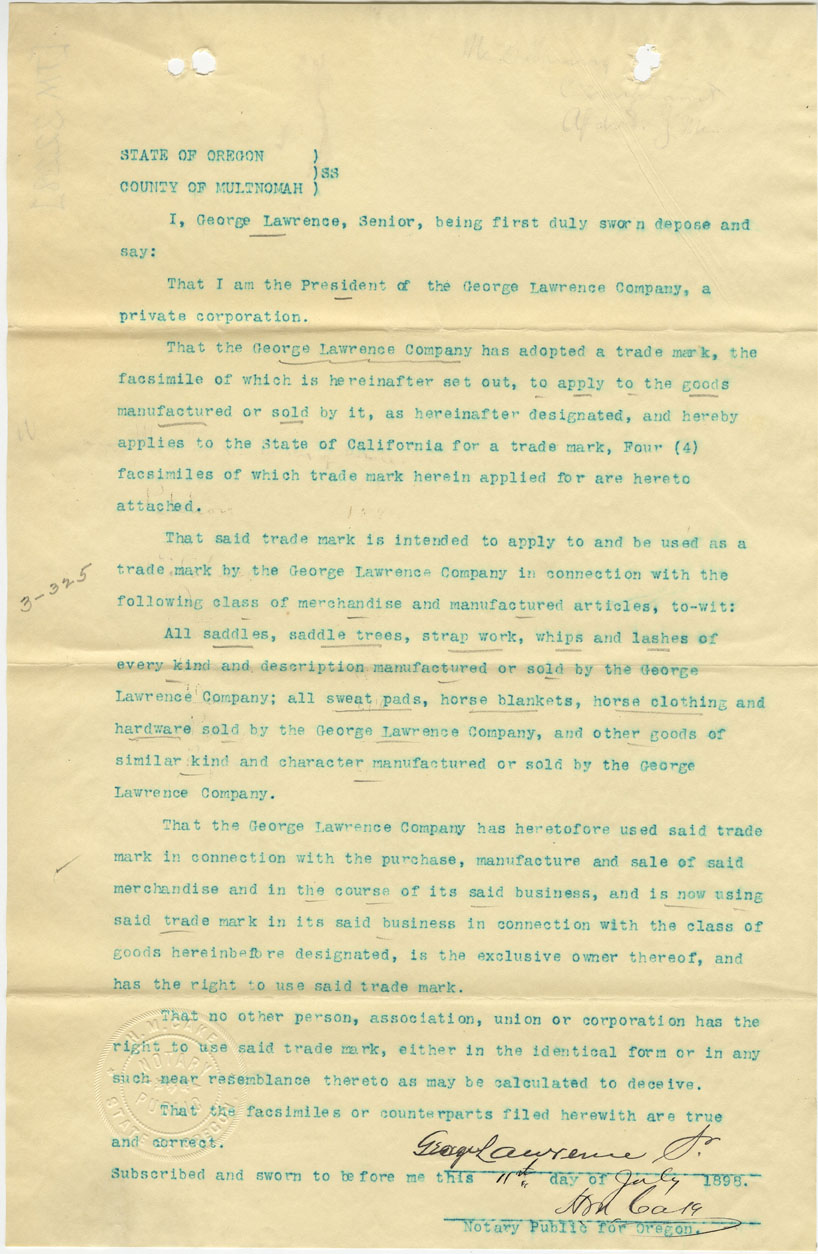 STATE OF OREGON )
)SS
COUNTY OF MULTNOMAH )
I, George Lawrence, Senior, being first duly sworn depose and
say:
That I am the President of the George Lawrence Company, a
private corporation.
That the George Lawrence Company has adopted a trade mark, the
facsimile of which is hereinafter set out, to apply to the goods
manufactured or sold by it, as hereinafter designated, and hereby
applies to the State of California for a trade mark, Four (4)
facsimiles of which trade mark herein applied for are hereto
attached.
That said trade mark is intended to apply to and be used as a
trade mark by the George Lawrence Company in connection with the
3-325
following class of merchandise and manufactured articles, to-wit:
All saddles, saddle trees, strap work, whips and lashes of
every kind and description manufactured or sold by the George
Lawrence Company; all sweat pads, horse blankets, horse clothing and
hardware sold by the George Lawrence Company, and other goods of
similar kind and character manufactured or sold by the George
Lawrence Company.
That the George Lawrence Company has heretofore used said trade
mark in connection with the purchase, manufacture and sale of said
merchandise and in the course of its said business, and is now using
said trade mark in its said business in connection with the class of
goods hereinbefore designated, is the exclusive owner thereof, and
has the right to use said trade mark.
That no other person, association, union or corporation has the
right to use said trade mark, either in the identical form or in any
such near resemblance thereto as may be calculated to deceive.
That the facsimiles or counterparts filed herewith are true
and correct.
George Lawrence Sr.
Subscribed and sworn to before me this 11th day of July 1898.
Notary Public for Oregon.
NOTARY
PUBLIC